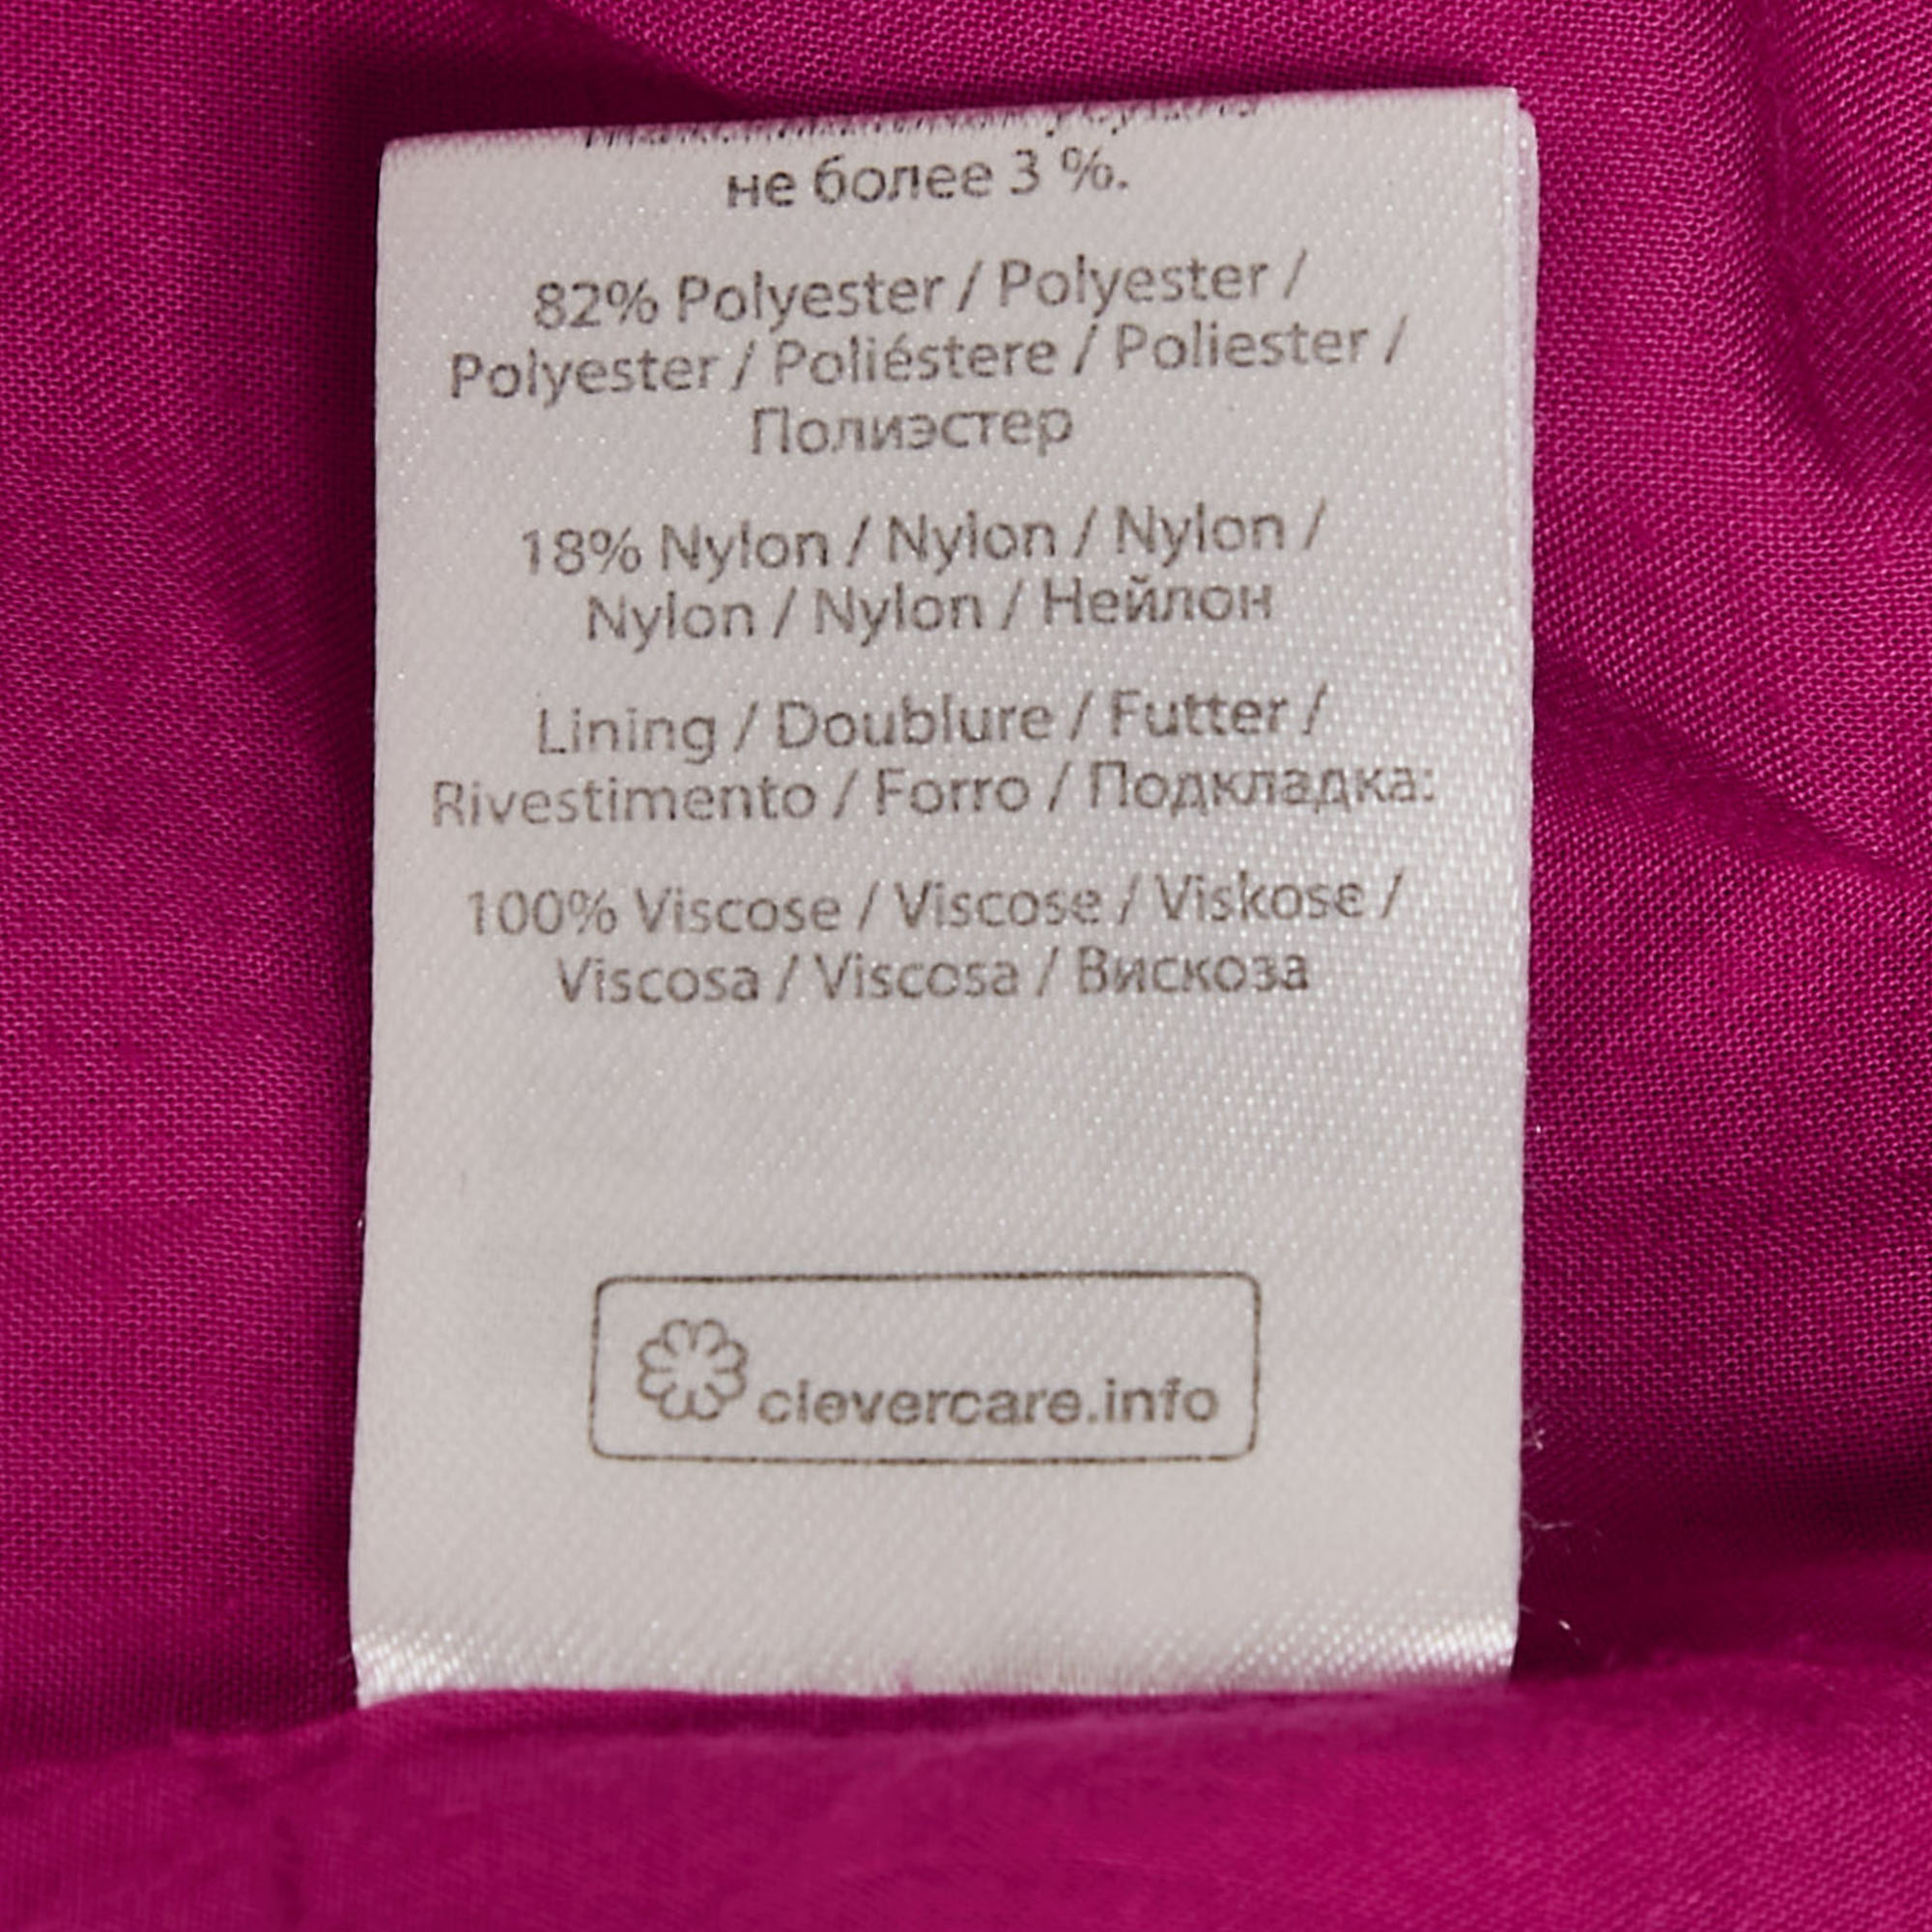 не более 3 %.
82% Polyester / Polyester /
Polyester / Poliéstere / Poliester /
Полиэстер
18% Nylon / Nylon / Nylon /
Nylon / Nylon / Нейлон
Lining / Doublure / Futter /
Rivestimento / Forro / Подкладка:
100% Viscose / Viscose / Viskose /
Viscosa / Viscosa / Вискоза
clevercare.info